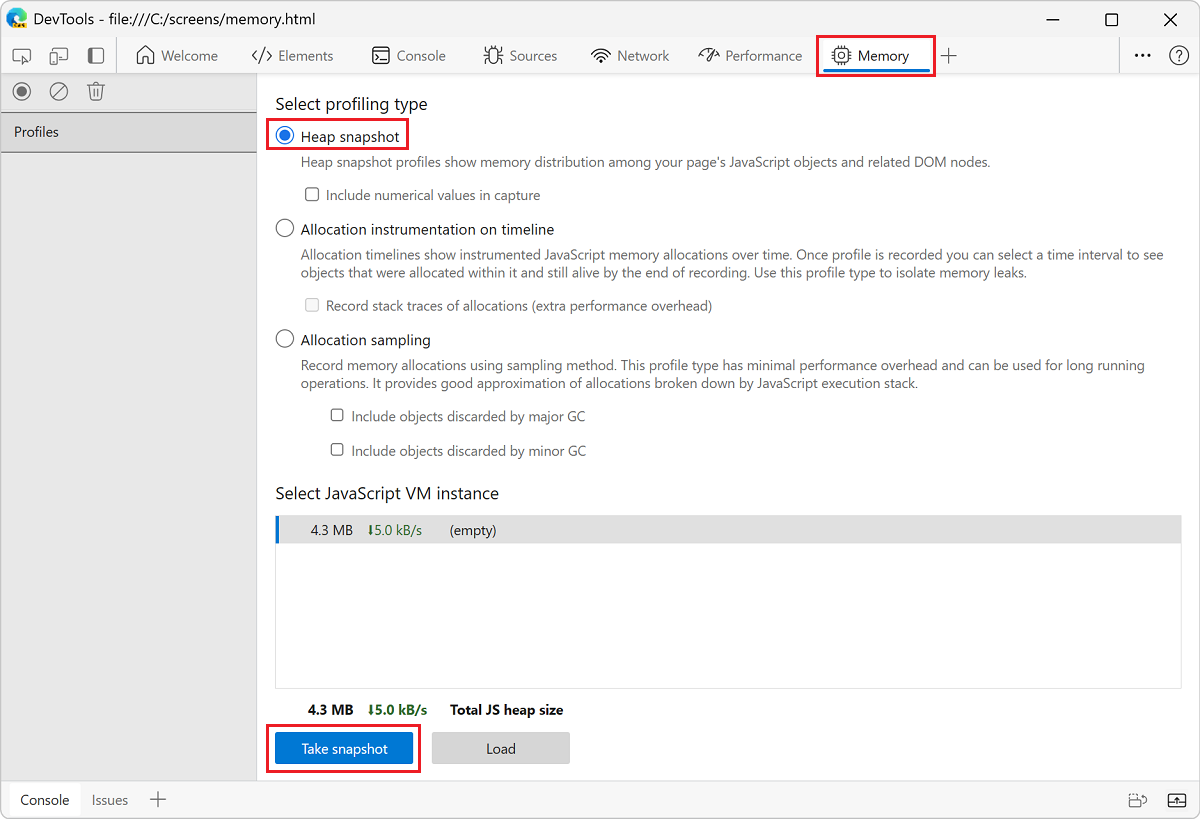 DevTools - file:///C:/screens/memory.html
Welcome
Elements
Console
Sources
Network
Performance
Memory
Profiles
Select profiling type
Heap snapshot
Heap snapshot profiles show memory distribution among your page's JavaScript objects and related DOM nodes.
Include numerical values in capture
Allocation instrumentation on timeline
Allocation timelines show instrumented JavaScript memory allocations over time. Once profile is recorded you can select a time interval to see
objects that were allocated within it and still alive by the end of recording. Use this profile type to isolate memory leaks.
Record stack traces of allocations (extra performance overhead)
Allocation sampling
Record memory allocations using sampling method. This profile type has minimal performance overhead and can be used for long running
operations. It provides good approximation of allocations broken down by JavaScript execution stack.
Include objects discarded by major GC
Include objects discarded by minor GC
Select JavaScript VM instance
4.3 MB ⬇5.0 kB/s (empty)
4.3 MB ⬇5.0 kB/s Total JS heap size
Take snapshot
Load
Console
Issues